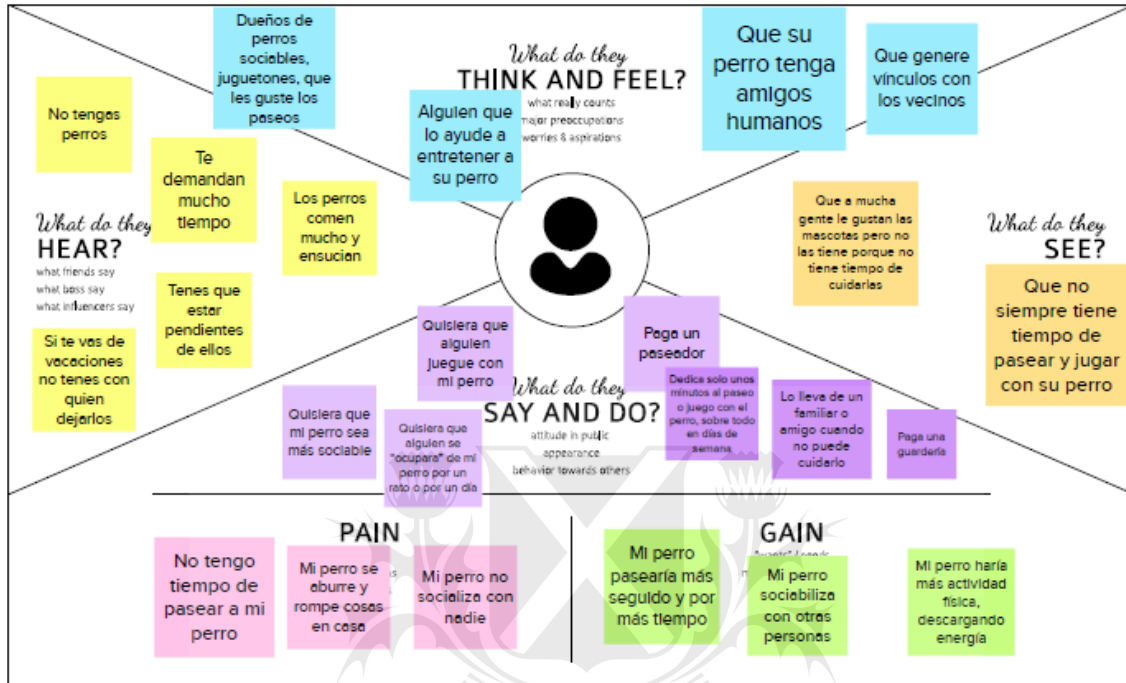 Dueños de
perros sociables,
juguetones, que
les guste los
paseos
What do they
THINK AND FEEL?
what really counts
major preoccupations
worries & aspirations
Alguien que
lo ayude a
entretener a
su perro
Que su
perro tenga
amigos
humanos
Que genere
vínculos con
los vecinos
No tengas
perros
Te
demandan
mucho
tiempo
Los perros
comen
mucho y
ensucian
What do they
HEAR?
what friends say
what boss say
what influencers say
Tenes que
estar
pendientes
de ellos
Si te vas de
vacaciones
no tenes con
quien
dejarlos
Que a mucha
gente le gustan las
mascotas pero no
las tiene porque no
tiene tiempo de
cuidarlas
What do they
SEE?
Que no
siempre tiene
tiempo de
pasear y jugar
con su perro
Quisiera que
alguien
juegue con
mi perro
Paga un
paseador
What do they
SAY AND DO?
attitude in public
appearance
behavior towards others
Quisiera que
mi perro sea
más sociable
Quisiera que
alguien se
"ocupara" de mi
perro por un
rato o por un día
Dedica solo unos
minutos al paseo
o juego con el
perro, sobre todo
en días de
semana
Lo lleva de un
familiar o
amigo cuando
no puede
cuidarlo
Paga una
guardería
PAIN
No tengo
tiempo de
pasear a mi
perro
Mi perro se
aburre y
rompe cosas
en casa
Mi perro no
socializa con
nadie
GAIN
Mi perro
pasearía más
seguido y por
más tiempo
Mi perro
sociabiliza
con otras
personas
Mi perro haría
más actividad
física,
descargando
energía